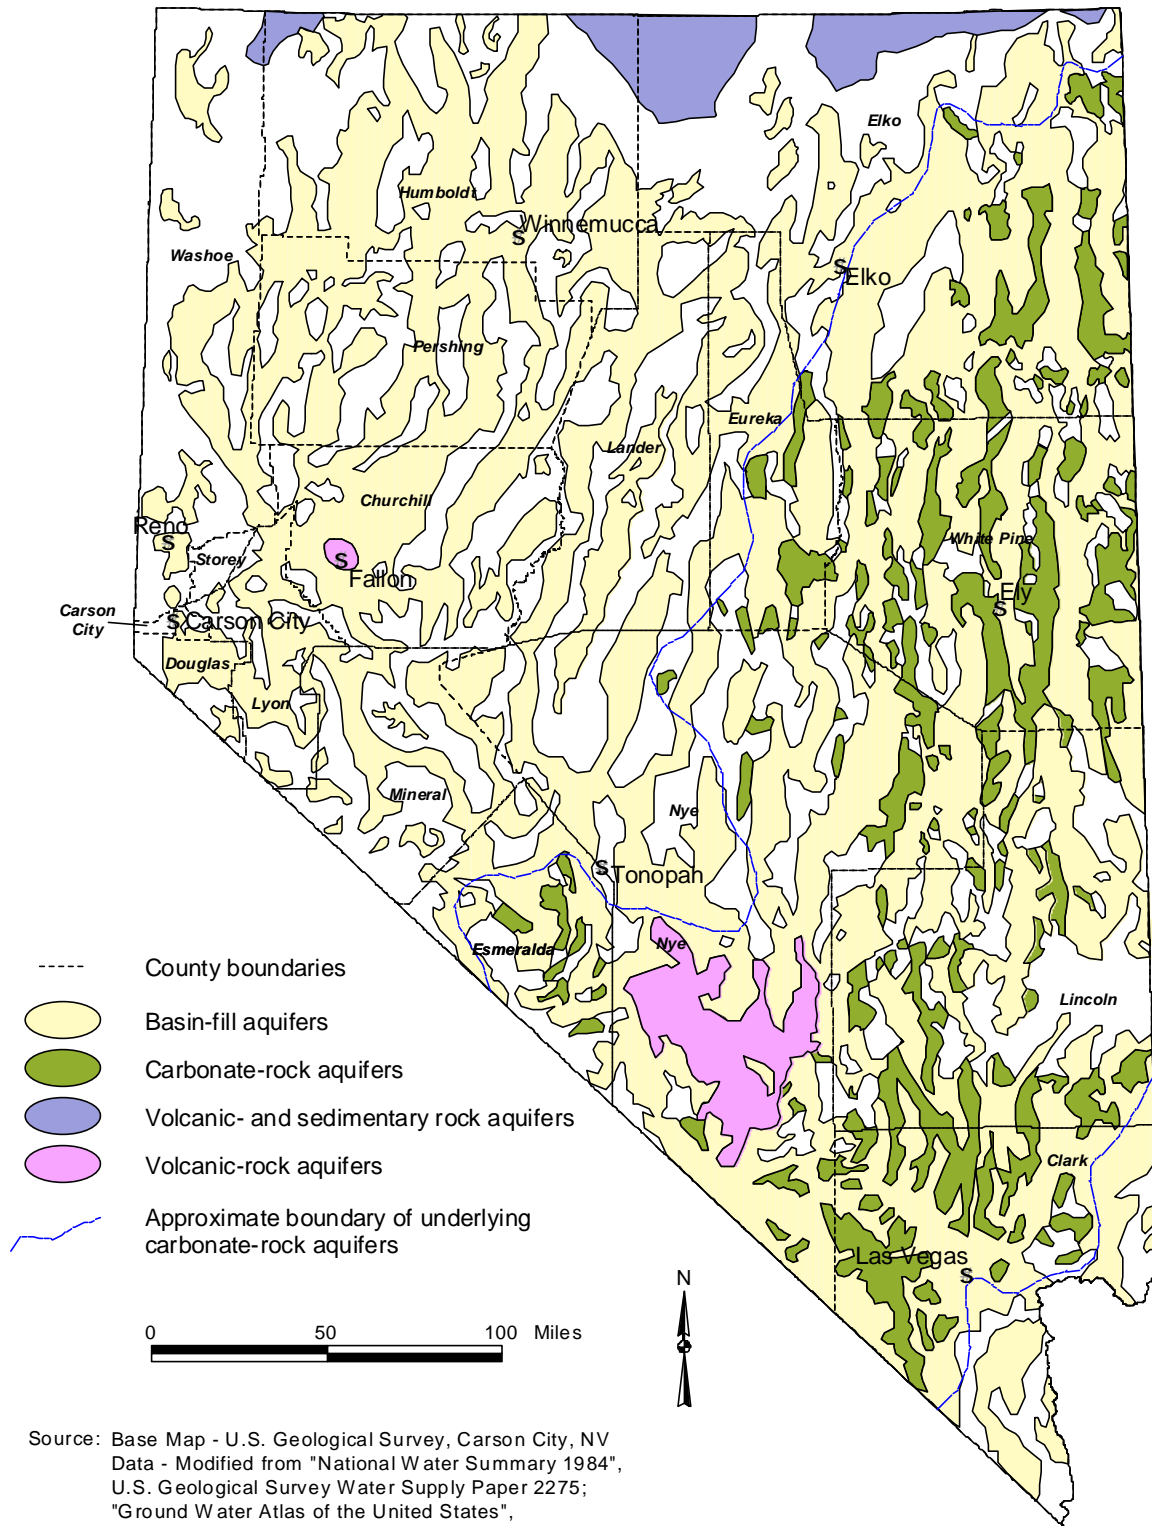 Elko
Humboldt
Winnemucca
S
Washoe
S
Elko
Pershing
Eureka
Lander
Churchill
Reno
S
White Pine
Storey
S
Fallon
Ely
S
Carson
City
S
Carson City
Douglas
Lyon
Mineral
Nye
S
Tonopah
Nye
Esmeralda
Lincoln
County boundaries
Basin-fill aquifers
Carbonate-rock aquifers
Volcanic- and sedimentary rock aquifers
Volcanic-rock aquifers
Clark
Approximate boundary of underlying
carbonate-rock aquifers
Las Vegas
S
N
0 50 100 Miles
Source: Base Map - U.S. Geological Survey, Carson City, NV
Data - Modified from "National Water Summary 1984",
U.S. Geological Survey Water Supply Paper 2275;
"Ground Water Atlas of the United States",